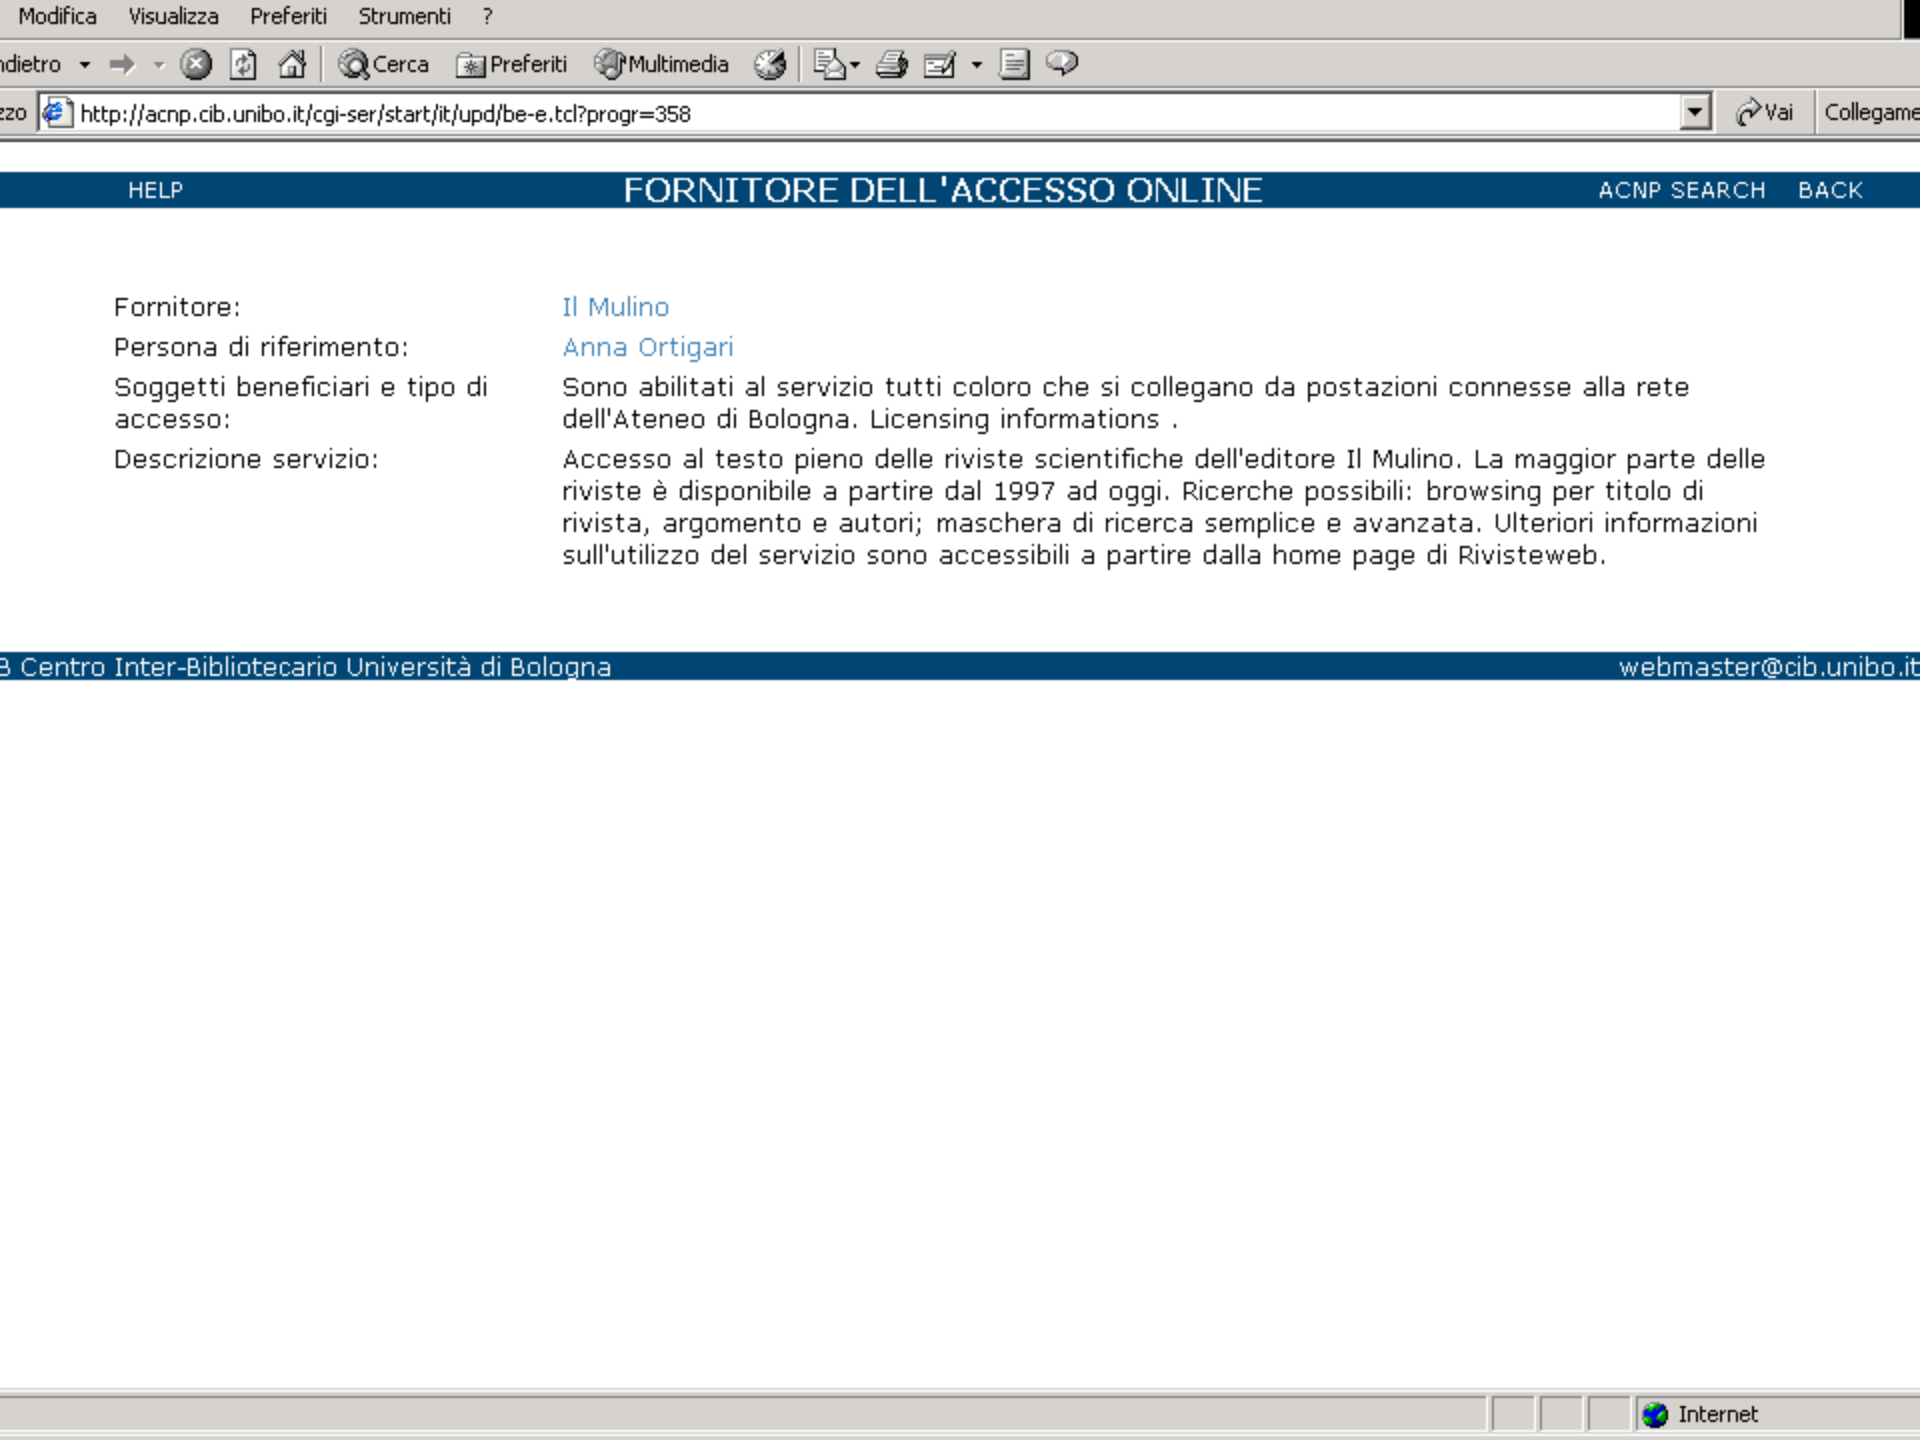 Modifica Visualizza Preferiti Strumenti ?
Cerca Preferiti Multimedia
http://acnp.cib.unibo.it/cgi-ser/start/it/upd/be-e.tcl?progr=358 Vai
HELP FORNITORE DELL'ACCESSO ONLINE ACNP SEARCH BACK
Fornitore: Il Mulino
Persona di riferimento: Anna Ortigari
Soggetti beneficiari e tipo di accesso:
Sono abilitati al servizio tutti coloro che si collegano da postazioni connesse alla rete
dell'Ateneo di Bologna. Licensing informations .
Descrizione servizio: Accesso al testo pieno delle riviste scientifiche dell'editore Il Mulino. La maggior parte delle
riviste è disponibile a partire dal 1997 ad oggi. Ricerche possibili: browsing per titolo di
rivista, argomento e autori; maschera di ricerca semplice e avanzata. Ulteriori informazioni
sull'utilizzo del servizio sono accessibili a partire dalla home page di Rivisteweb.
Centro Inter-Bibliotecario Università di Bologna webmaster@cib.unibo.it
Internet